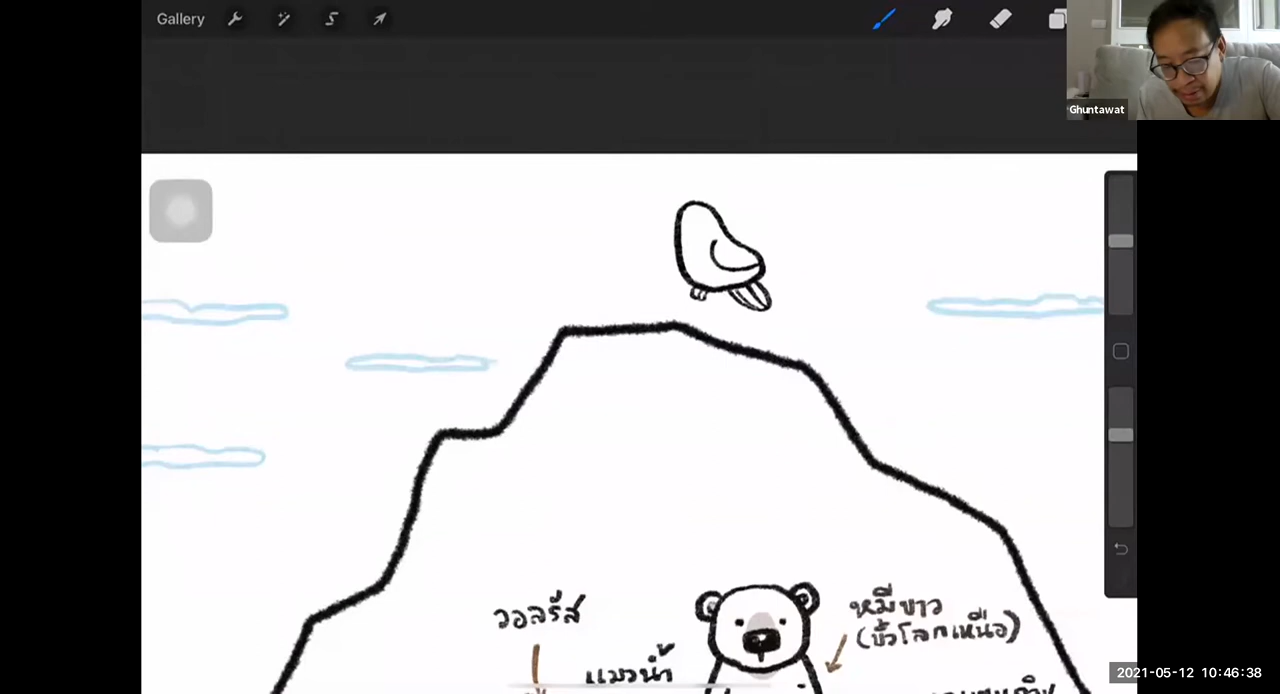 Gallery
Ghuntawat
วอลรัส
หมีขาว
(ขั้วโลกเหนือ)
แมวน้ำ
2021-05-12 10:46:38